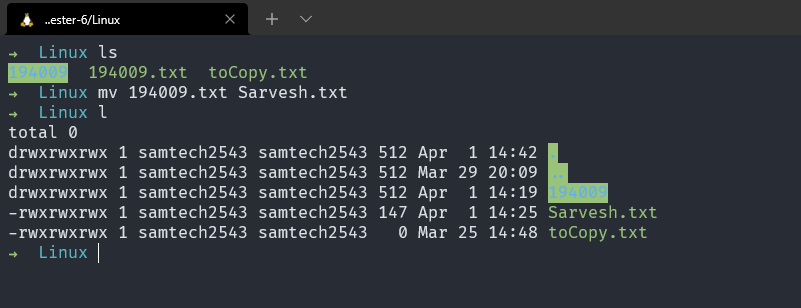 ..ester-6/Linux
→ Linux ls
194009 194009.txt toCopy.txt
→ Linux mv 194009.txt Sarvesh.txt
→ Linux l
total 0
drwxrwxrwx 1 samtech2543 samtech2543 512 Apr  1 14:42 .
drwxrwxrwx 1 samtech2543 samtech2543 512 Mar 29 20:09 ..
drwxrwxrwx 1 samtech2543 samtech2543 512 Apr  1 14:19 194009
-rwxrwxrwx 1 samtech2543 samtech2543 147 Apr  1 14:25 Sarvesh.txt
-rwxrwxrwx 1 samtech2543 samtech2543   0 Mar 25 14:48 toCopy.txt
→ Linux